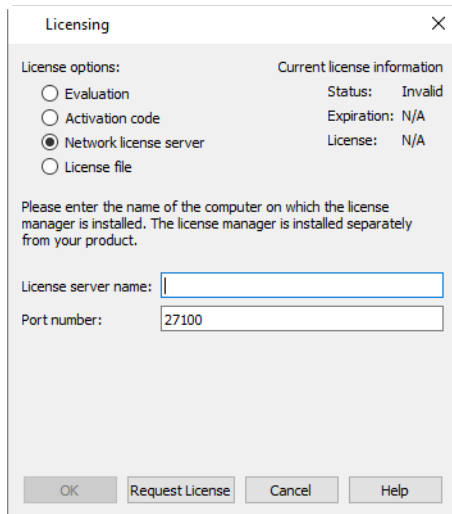 Licensing
License options:
Current license information
Evaluation
Status: Invalid
Activation code
Expiration: N/A
Network license server
License: N/A
License file
Please enter the name of the computer on which the license
manager is installed. The license manager is installed separately
from your product.
License server name:
Port number: 27100
OK
Request License
Cancel
Help